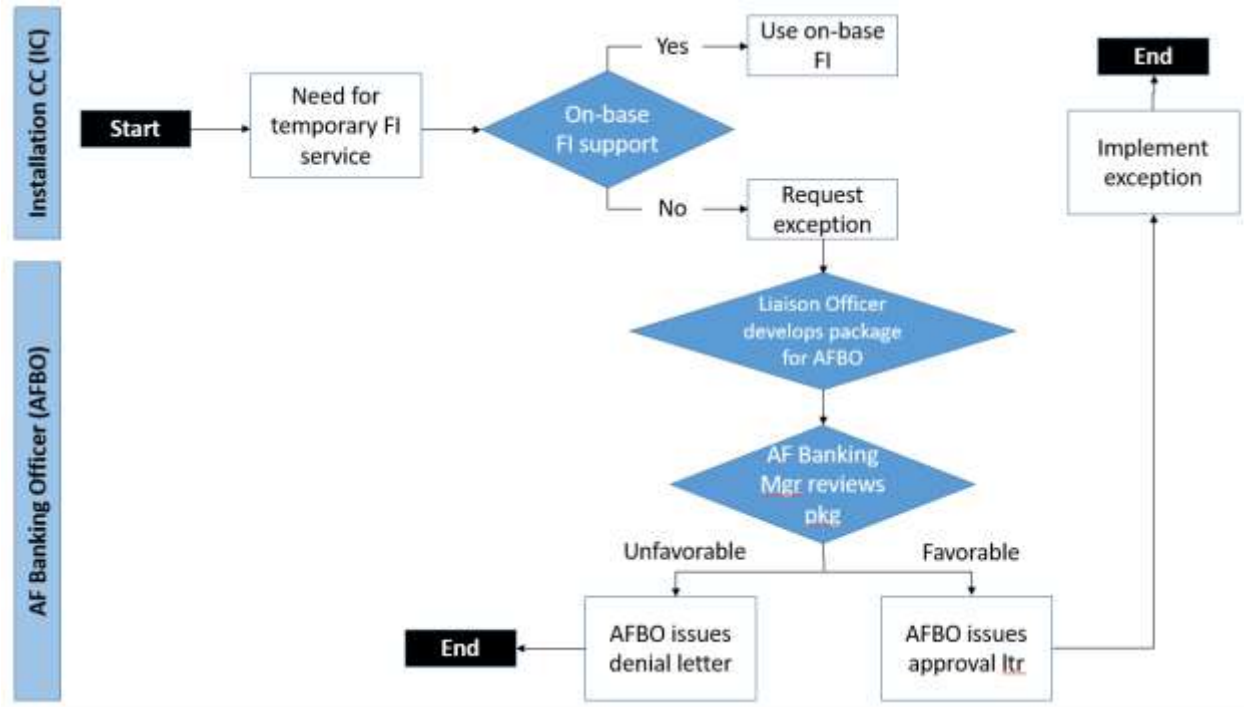 Installation CC (IC)
Start
Need for
temporary FI
service
On-base
FI support
Yes
Use on-base
FI
No
Request
exception
End
Implement
exception
AF Banking Officer (AFBO)
Liaison Officer
develops package
for AFBO
AF Banking
Mgr reviews
pkg
Unfavorable
Favorable
AFBO issues
denial letter
End
AFBO issues
approval ltr